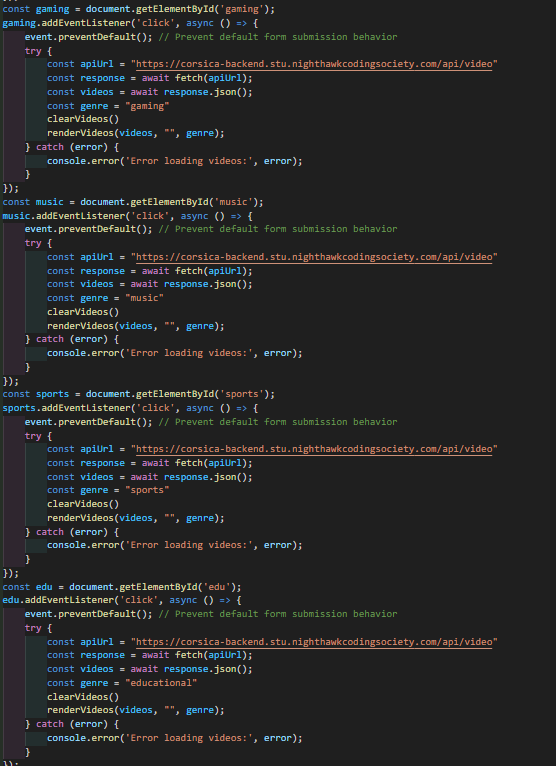 const gaming = document.getElementById('gaming');
gaming.addEventListener('click', async () => {
    event.preventDefault(); // Prevent default form submission behavior
    try {
        const apiUrl = "https://corsica-backend.stu.nighthawkcodingsociety.com/api/video"
        const response = await fetch(apiUrl);
        const videos = await response.json();
        const genre = "gaming"
        clearVideos()
        renderVideos(videos, "", genre);
    } catch (error) {
        console.error('Error loading videos:', error);
    }
});
const music = document.getElementById('music');
music.addEventListener('click', async () => {
    event.preventDefault(); // Prevent default form submission behavior
    try {
        const apiUrl = "https://corsica-backend.stu.nighthawkcodingsociety.com/api/video"
        const response = await fetch(apiUrl);
        const videos = await response.json();
        const genre = "music"
        clearVideos()
        renderVideos(videos, "", genre);
    } catch (error) {
        console.error('Error loading videos:', error);
    }
});
const sports = document.getElementById('sports');
sports.addEventListener('click', async () => {
    event.preventDefault(); // Prevent default form submission behavior
    try {
        const apiUrl = "https://corsica-backend.stu.nighthawkcodingsociety.com/api/video"
        const response = await fetch(apiUrl);
        const videos = await response.json();
        const genre = "sports"
        clearVideos()
        renderVideos(videos, "", genre);
    } catch (error) {
        console.error('Error loading videos:', error);
    }
});
const edu = document.getElementById('edu');
edu.addEventListener('click', async () => {
    event.preventDefault(); // Prevent default form submission behavior
    try {
        const apiUrl = "https://corsica-backend.stu.nighthawkcodingsociety.com/api/video"
        const response = await fetch(apiUrl);
        const videos = await response.json();
        const genre = "educational"
        clearVideos()
        renderVideos(videos, "", genre);
    } catch (error) {
        console.error('Error loading videos:', error);
    }
});